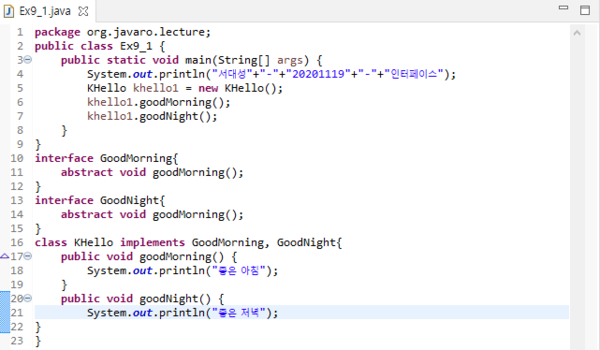 Ex9_1.java
1 package org.javaro.lecture;
2 public class Ex9_1 {
3 public static void main(String[] args) {
4 System.out.println("서대성"+"-"+"20201119"+"-"+"인터페이스");
5 KHello khello1 = new KHello();
6 khello1.goodMorning();
7 khello1.goodNight();
8 }
9 }
10 interface GoodMorning{
11 abstract void goodMorning();
12 }
13 interface GoodNight{
14 abstract void goodMorning();
15 }
16 class KHello implements GoodMorning, GoodNight{
17 public void goodMorning() {
18 System.out.println("좋은 아침");
19 }
20 public void goodNight() {
21 System.out.println("좋은 저녁");
22 }
23 }